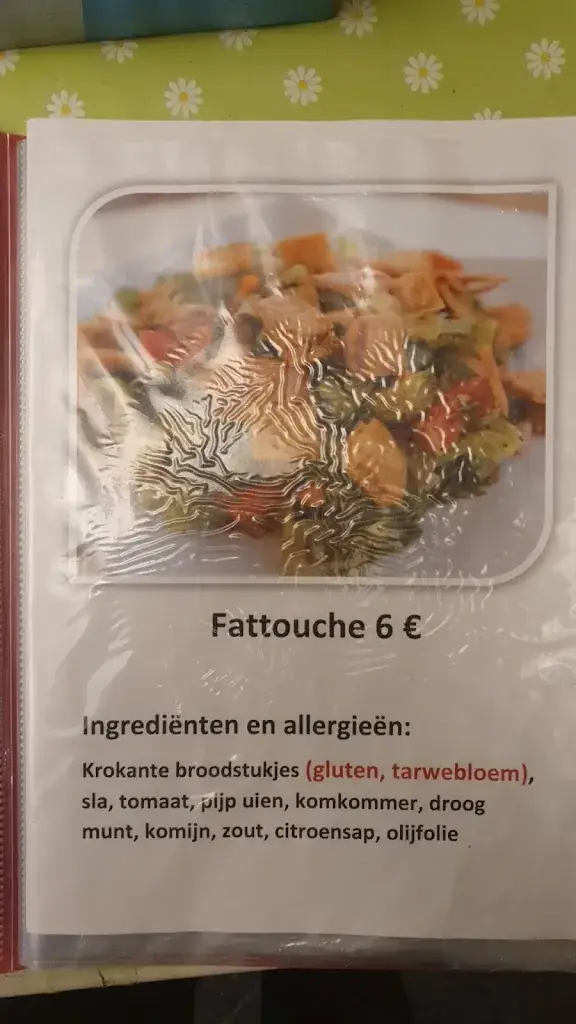 Fattouche 6 €
Ingrediënten en allergieën:
Krokante broodstukjes (gluten, tarwebloem),
sla, tomaat, pijp uien, komkommer, droog
munt, komijn, zout, citroensap, olijfolie